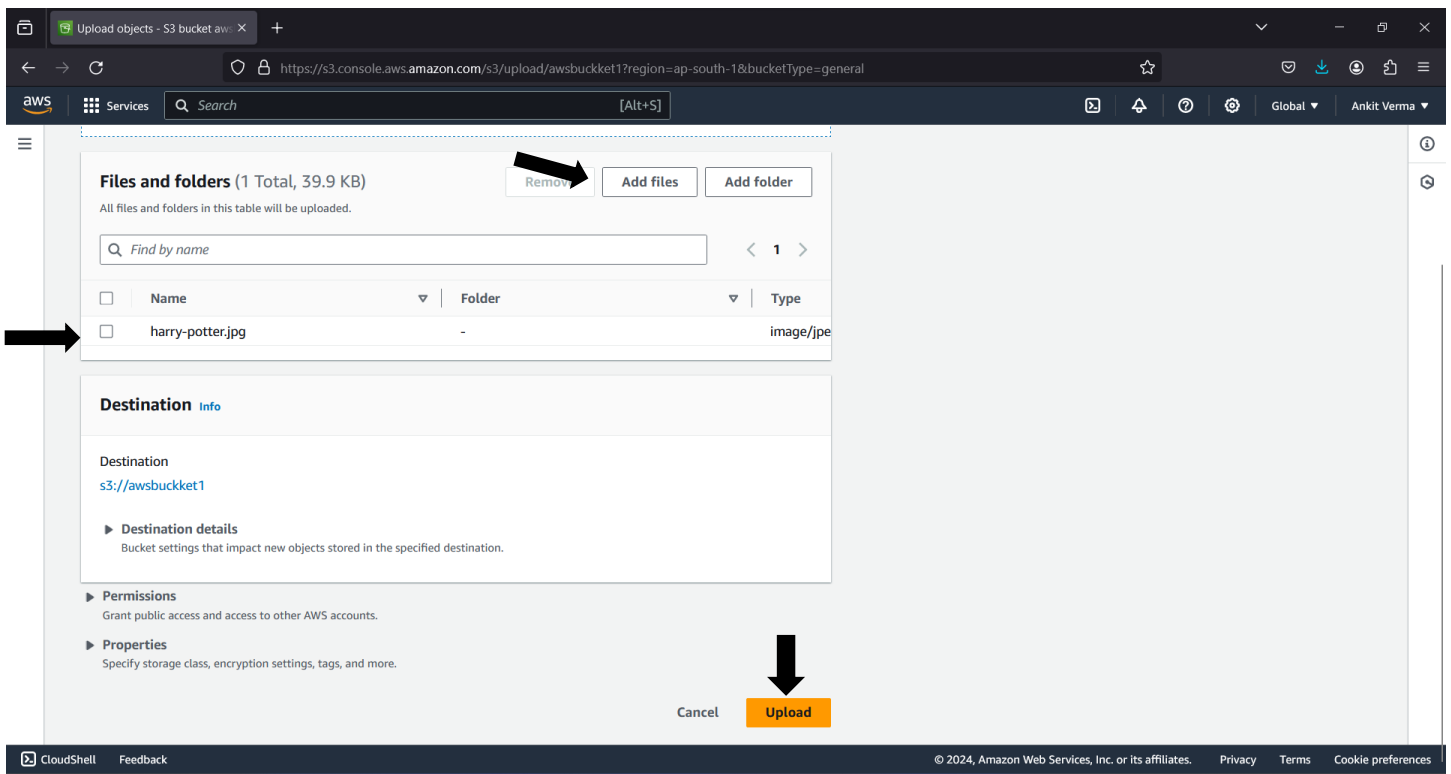 Upload objects - S3 bucket aws
https://s3.console.aws.amazon.com/s3/upload/awsbuckket1?region=ap-south-1&bucketType=general
aws Services Search [Alt+S] Global Ankit Verma
Files and folders (1 Total, 39.9 KB) Remove Add files Add folder
All files and folders in this table will be uploaded.
Find by name 1
Name Folder Type
harry-potter.jpg - image/jpe
Destination Info
Destination
s3://awsbuckket1
Destination details
Bucket settings that impact new objects stored in the specified destination.
Permissions
Grant public access and access to other AWS accounts.
Properties
Specify storage class, encryption settings, tags, and more.
Cancel Upload
CloudShell Feedback © 2024, Amazon Web Services, Inc. or its affiliates. Privacy Terms Cookie preferences